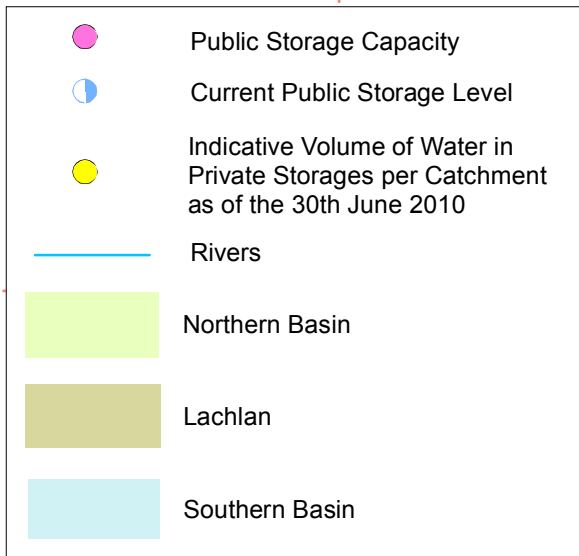 Public Storage Capacity
Current Public Storage Level
Indicative Volume of Water in
Private Storages per Catchment
as of the 30th June 2010
Rivers
Northern Basin
Lachlan
Southern Basin